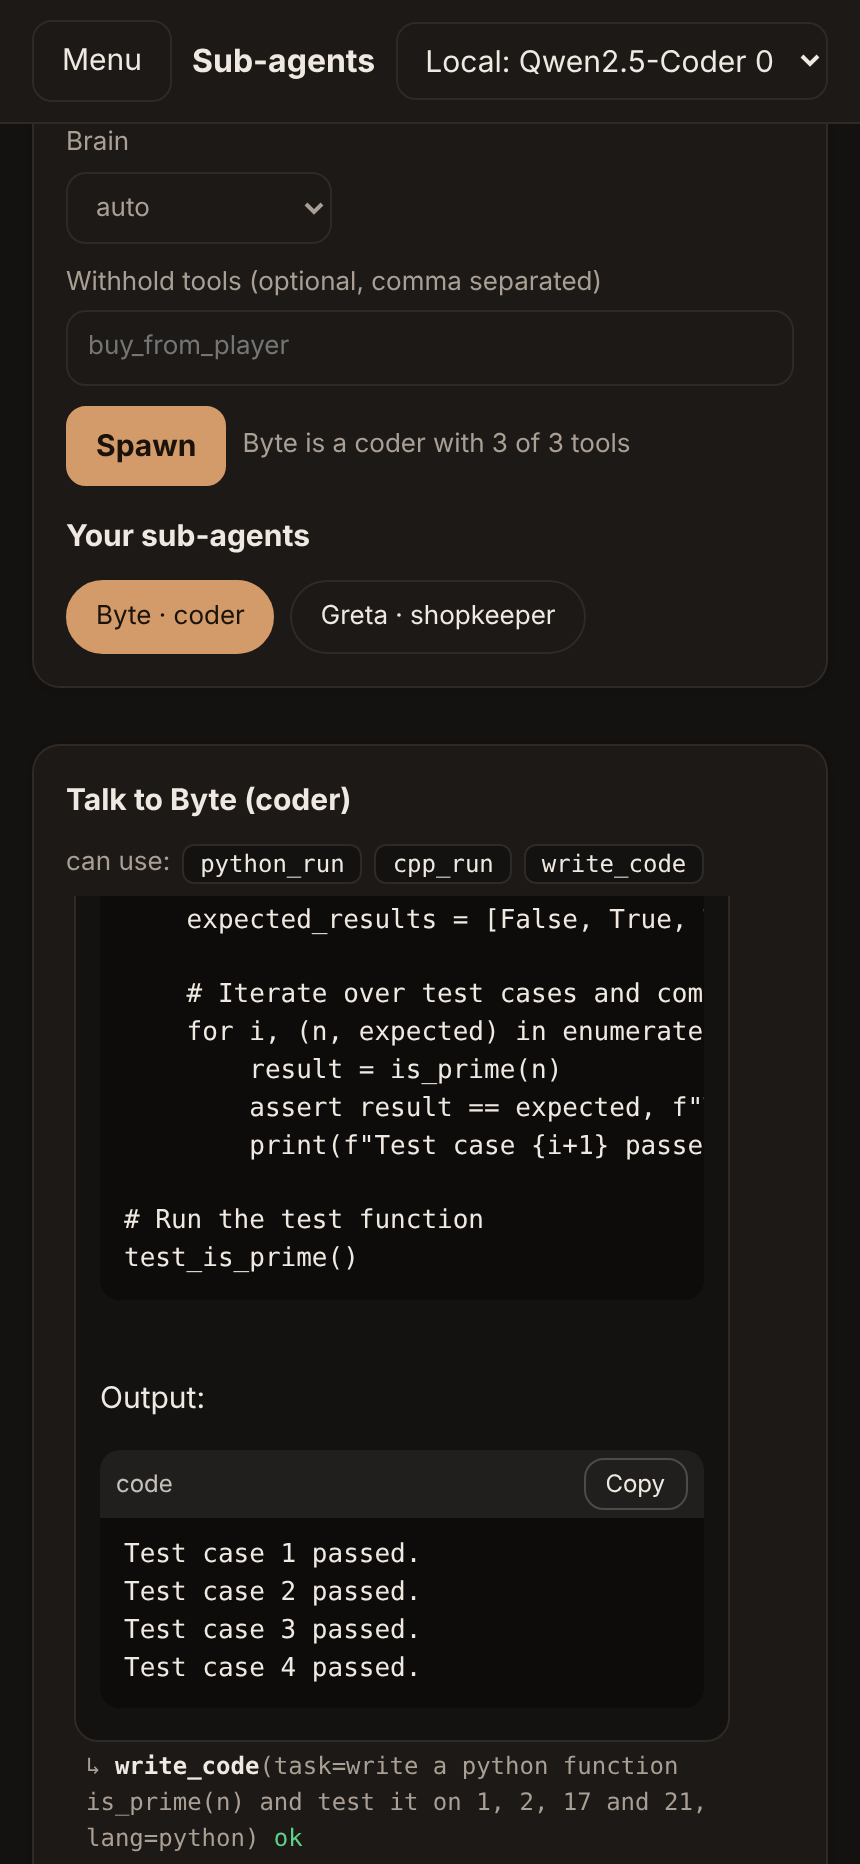 Menu
Sub-agents
Local: Qwen2.5-Coder 0
Brain
auto
Withhold tools (optional, comma separated)
buy_from_player
Spawn
Byte is a coder with 3 of 3 tools
Your sub-agents
Byte · coder
Greta · shopkeeper
Talk to Byte (coder)
can use: python_run cpp_run write_code
expected_results = [False, True,
# Iterate over test cases and com
for i, (n, expected) in enumerate
result = is_prime(n)
assert result == expected, f"
print(f"Test case {i+1} passe
# Run the test function
test_is_prime()
Output:
code
Copy
Test case 1 passed.
Test case 2 passed.
Test case 3 passed.
Test case 4 passed.
↳ write_code(task=write a python function
is_prime(n) and test it on 1, 2, 17 and 21,
lang=python) ok